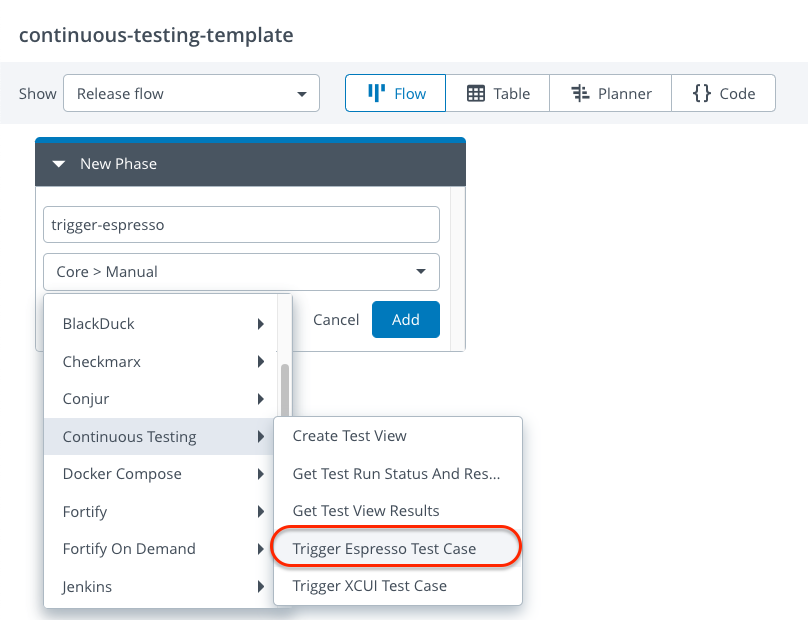 continuous-testing-template
Show
Release flow
Flow
Table
Planner
{} Code
New Phase
trigger-espresso
Core > Manual
Cancel
Add
BlackDuck
Checkmarx
Conjur
Continuous Testing
Docker Compose
Fortify
Fortify On Demand
Jenkins
Create Test View
Get Test Run Status And Res...
Get Test View Results
Trigger Espresso Test Case
Trigger XCUI Test Case